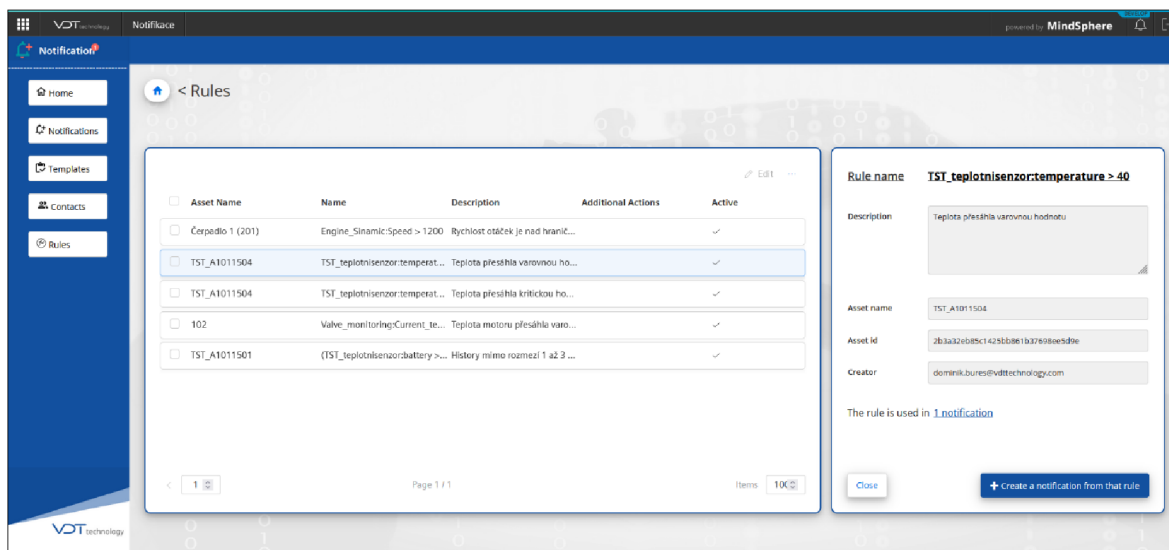 VDT technology Notifikace powered by MindSphere
Notification
Home
Notifications
Templates
Contacts
Rules
< Rules
Edit
Asset Name Name Description Additional Actions Active
Čerpadlo 1 (201) Engine_Sinamic:Speed > 1200 Rychlost otáček je nad hranič...
TST_A1011504 TST_teplotnisenzor:temperat... Teplota přesáhla varovnou ho...
TST_A1011504 TST_teplotnisenzor:temperat... Teplota přesáhla kritickou ho...
102 Valve_monitoring:Current_te... Teplota motoru přesáhla varo...
TST_A1011501 (TST_teplotnisenzor:battery >... History mimo rozmezí 1 až 3 ...
< 1 Page 1 / 1 Items 100
Rule name TST_teplotnisenzor:temperature > 40
Description Teplota přesáhla varovnou hodnotu
Asset name TST_A1011504
Asset id 2b3a32eb85c1425bb861b37698ee5d9e
Creator dominik.bures@vdttechnology.com
The rule is used in 1 notification
Close + Create a notification from that rule
VDT technology